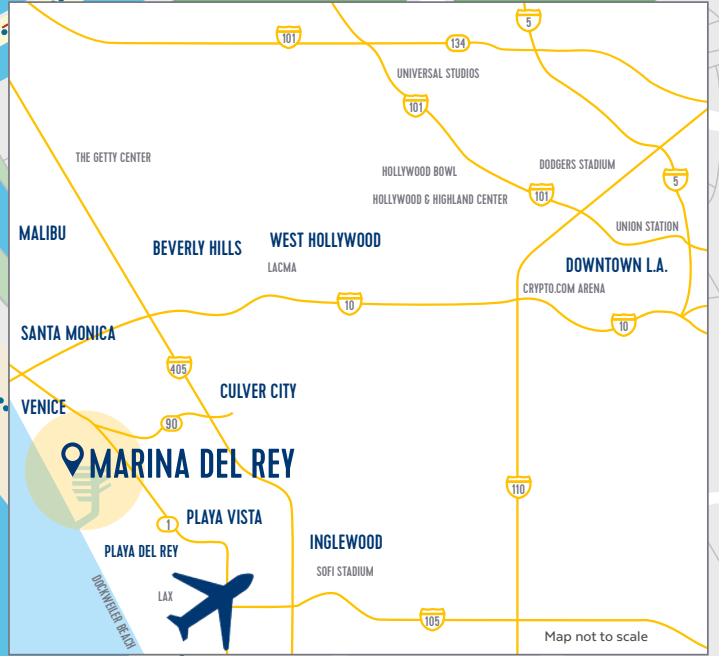 5
101
134
UNIVERSAL STUDIOS
101
THE GETTY CENTER
HOLLYWOOD BOWL
DODGERS STADIUM
5
HOLLYWOOD & HIGHLAND CENTER
101
UNION STATION
MALIBU
BEVERLY HILLS
WEST HOLLYWOOD
LACMA
DOWNTOWN L.A.
CRYPTO.COM ARENA
10
10
SANTA MONICA
405
CULVER CITY
VENICE
90
MARINA DEL REY
110
1
PLAYA VISTA
PLAYA DEL REY
INGLEWOOD
SOFI STADIUM
DOCKWEILER BEACH
LAX
105
Map not to scale